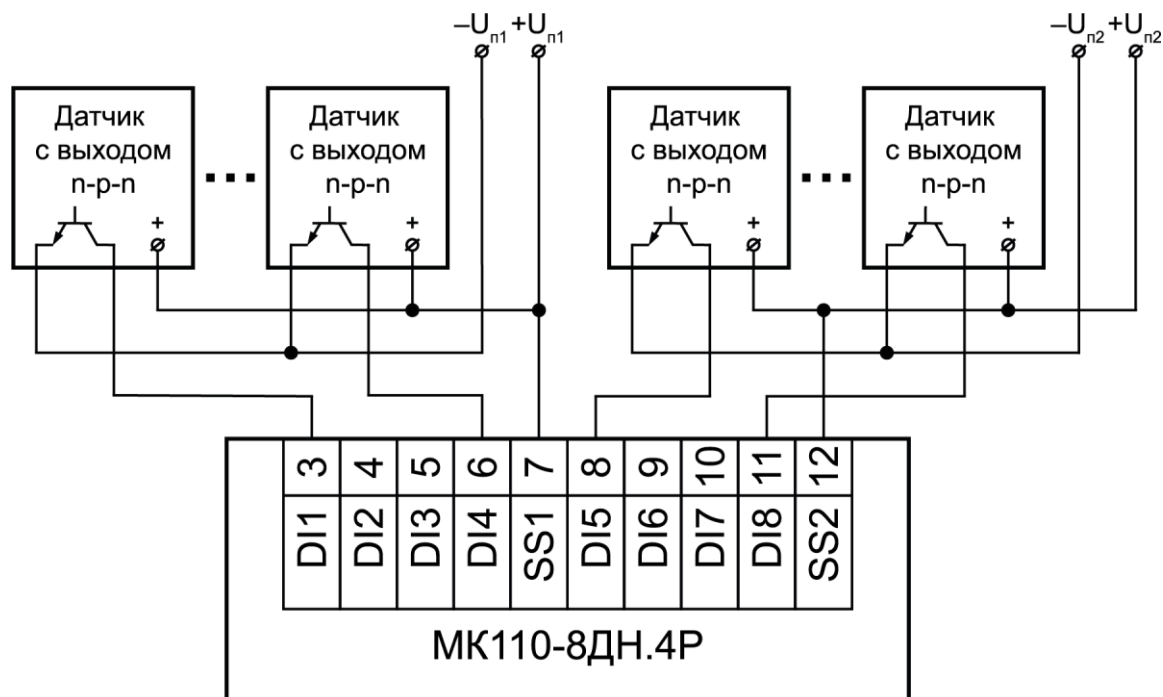 –Uп1 +Uп1
–Uп2 +Uп2
Датчик
с выходом
n-p-n
+
Датчик
с выходом
n-p-n
+
Датчик
с выходом
n-p-n
+
Датчик
с выходом
n-p-n
+
3 4 5 6 7 8 9 10 11 12
DI1 DI2 DI3 DI4 SS1 DI5 DI6 DI7 DI8 SS2
МК110-8ДН.4Р